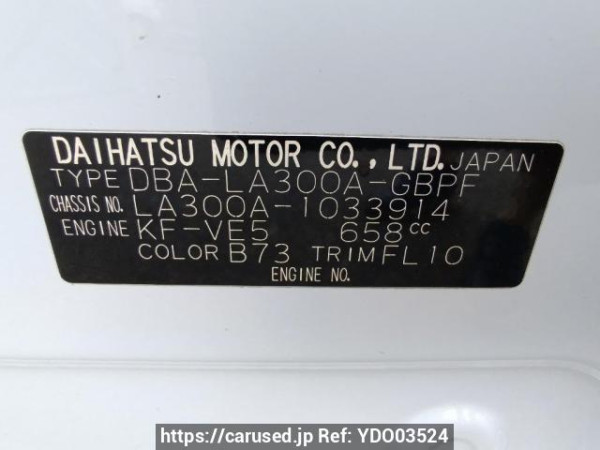 DAIHATSU MOTOR CO., LTD. JAPAN
TYPE DBA-LA300A-GBPF
CHASSIS NO. LA300A-1033914
ENGINE KF-VE5 658cc
COLOR B73 TRIM FL10
ENGINE NO.
https://carused.jp Ref: YDO03524